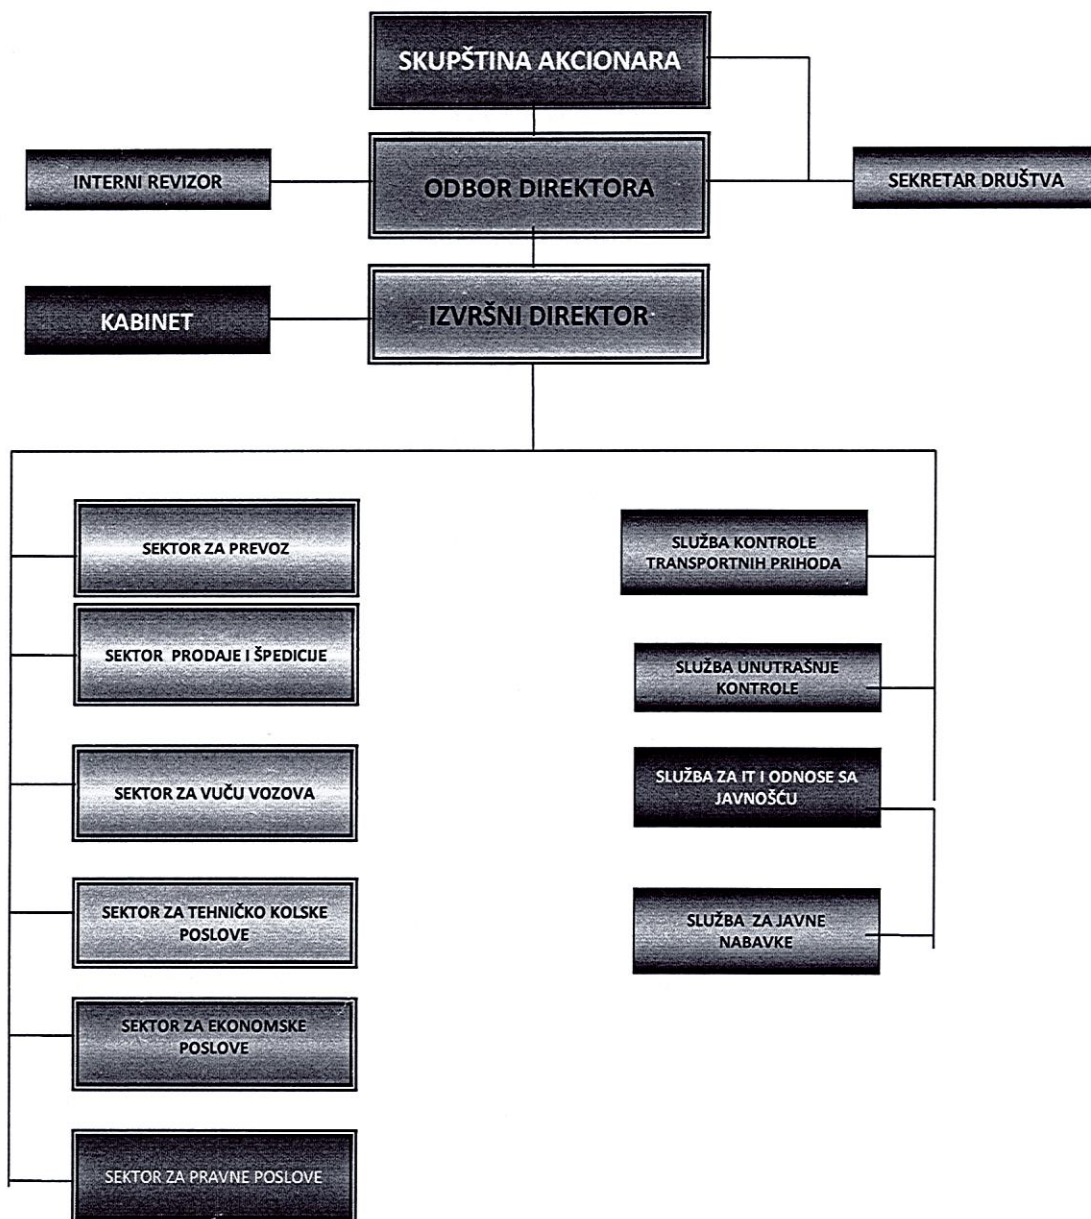 SKUPŠTINA AKCIONARA
INTERNI REVIZOR
ODBOR DIREKTORA
SEKRETAR DRUŠTVA
KABINET
IZVRŠNI DIREKTOR
SEKTOR ZA PREVOZ
SEKTOR PRODAJE I ŠPEDICIJE
SEKTOR ZA VUČU VOZOVA
SEKTOR ZA TEHNIČKO KOLSKE
POSLOVE
SEKTOR ZA EKONOMSKE
POSLOVE
SEKTOR ZA PRAVNE POSLOVE
SLUŽBA KONTROLE
TRANSPORTNIH PRIHODA
SLUŽBA UNUTRAŠNJE
KONTROLE
SLUŽBA ZA IT I ODNOSE SA
JAVNOŠĆU
SLUŽBA ZA JAVNE
NABAVKE